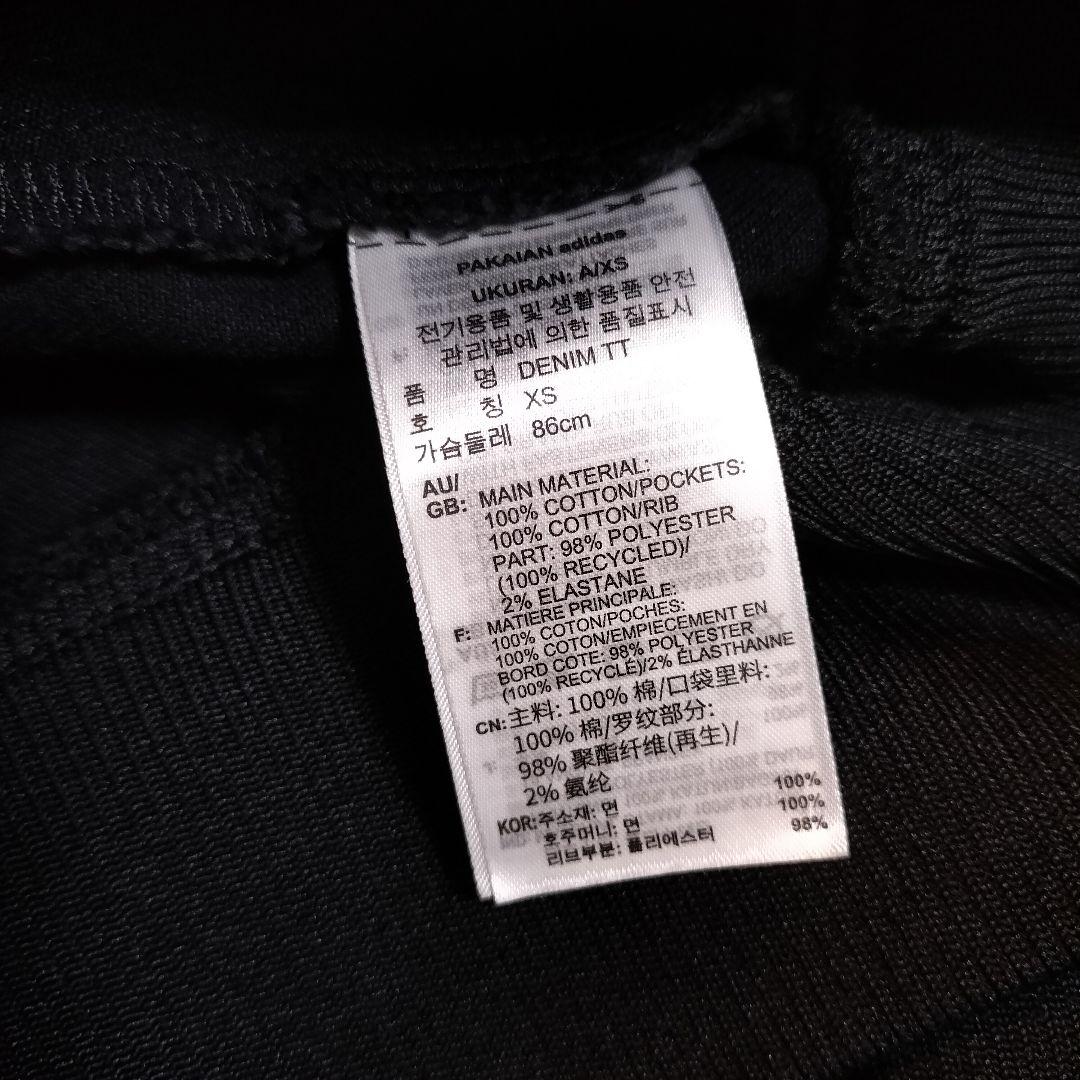 PAKAIAN adidas
UKURAN: A/XS
전기용품 및 생활용품 안전
관리법에 의한 품질표시
품 명 DENIM TT
호 칭 XS
가슴둘레 86cm
AU/
GB: MAIN MATERIAL:
100% COTTON/POCKETS:
100% COTTON/RIB
PART: 98% POLYESTER
(100% RECYCLED)/
2% ELASTANE
F: MATIERE PRINCIPALE:
100% COTON/POCHES:
100% COTON/EMPIECEMENT EN
BORD COTE: 98% POLYESTER
(100% RECYCLE)/2% ÉLASTHANNE
CN: 主料: 100% 棉/口袋里料:
100% 棉/罗纹部分:
98% 聚酯纤维(再生)/
2% 氨纶
KOR: 주소재: 면 100%
호주머니: 면 100%
리브부분: 폴리에스터 98%